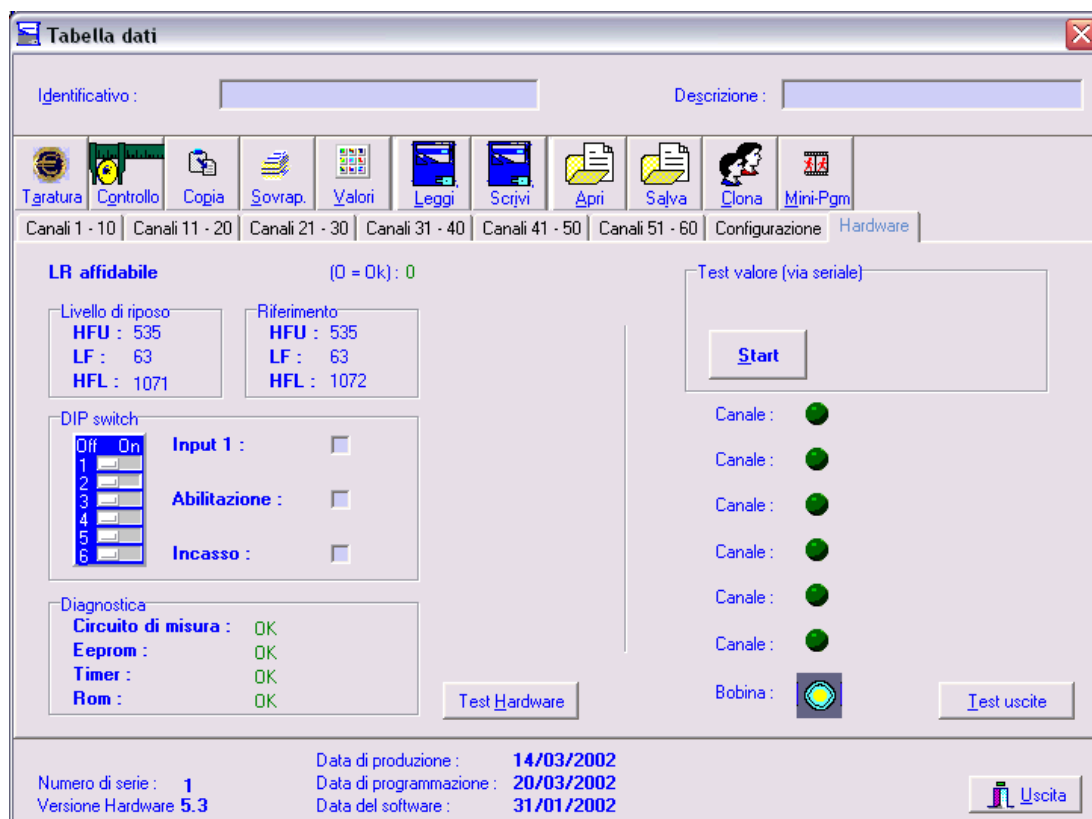 Tabella dati
Identificativo :
Descrizione :
Taratura Controllo Copia Sovrap. Valori Leggi Scrivi Apri Salva Clona Mini-Pgm
Canali 1 - 10 Canali 11 - 20 Canali 21 - 30 Canali 31 - 40 Canali 41 - 50 Canali 51 - 60 Configurazione Hardware
LR affidabile (0 = Ok) : 0
Livello di riposo
HFU : 535
LF : 63
HFL : 1071
Riferimento
HFU : 535
LF : 63
HFL : 1072
DIP switch
Off On
1
2
3
4
5
6
Input 1 :
Abilitazione :
Incasso :
Diagnostica
Circuito di misura : OK
Eeprom : OK
Timer : OK
Rom : OK
Test Hardware
Test valore (via seriale)
Start
Canale :
Canale :
Canale :
Canale :
Canale :
Canale :
Bobina :
Test uscite
Numero di serie : 1
Versione Hardware 5.3
Data di produzione : 14/03/2002
Data di programmazione : 20/03/2002
Data del software : 31/01/2002
Uscita